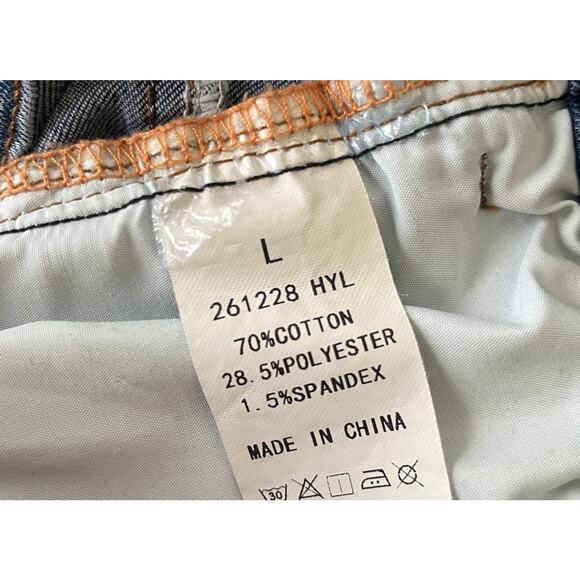 L
261228 HYL
70%COTTON
28.5%POLYESTER
1.5%SPANDEX
MADE IN CHINA
30